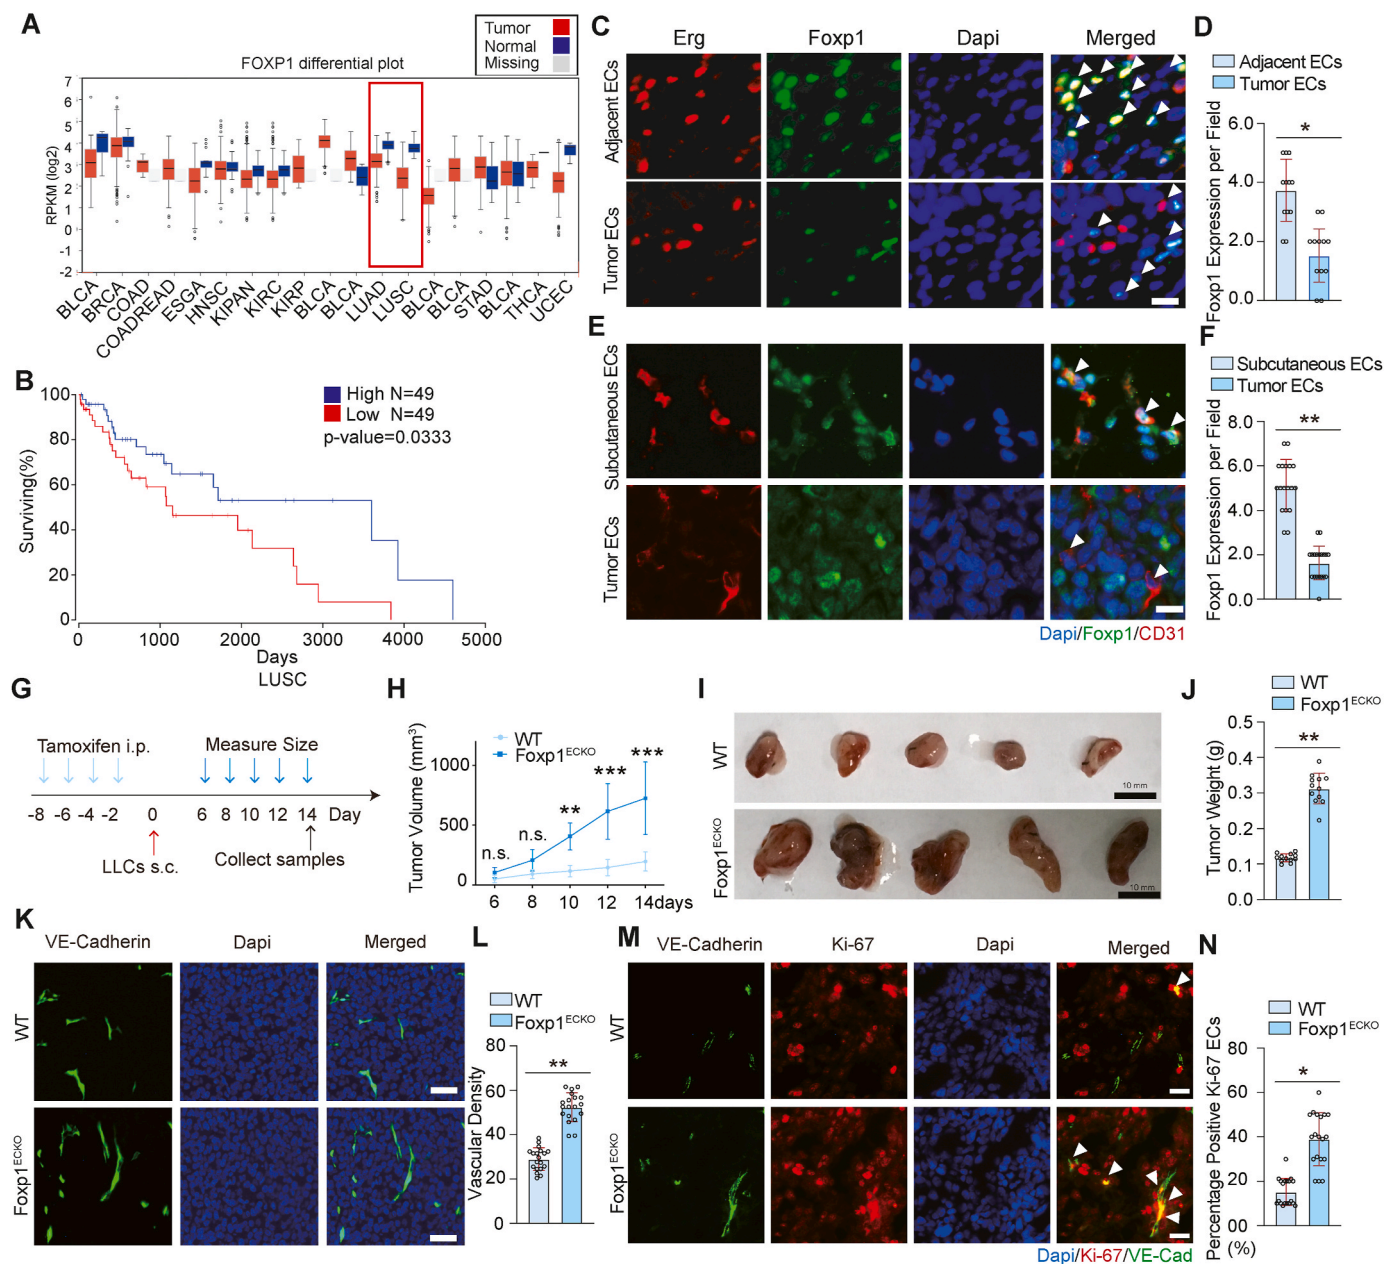 A
Tumor
Normal
Missing
FOXP1 differential plot
RPKM (log2)
7
6
5
4
3
2
1
0
-1
-2
BLCA
BRCA
COAD
COADREAD
ESGA
HNSC
KIPAN
KIRC
KIRP
BLCA
BLCA
LUAD
LUSC
BLCA
BLCA
STAD
BLCA
THCA
UCEC
B
High N=49
Low N=49
p-value=0.0333
Surviving(%)
100
80
60
40
20
0
0 1000 2000 3000 4000 5000
Days
LUSC
C
Erg Foxp1 Dapi Merged
Adjacent ECs
Tumor ECs
D
Adjacent ECs
Tumor ECs
Foxp1 Expression per Field
6.0
4.0
2.0
0.0
*
E
Subcutaneous ECs
Tumor ECs
Dapi/Foxp1/CD31
F
Subcutaneous ECs
Tumor ECs
Foxp1 Expression per Field
8.0
6.0
4.0
2.0
0.0
**
G
Tamoxifen i.p. Measure Size
-8 -6 -4 -2 0 6 8 10 12 14 Day
LLCs s.c. Collect samples
H
WT
Foxp1ECKO
Tumor Volume (mm3)
1000
500
0
n.s. n.s. ** *** ***
6 8 10 12 14days
I
WT
10 mm
Foxp1ECKO
10 mm
J
WT
Foxp1ECKO
Tumor Weight (g)
0.5
0.4
0.3
0.2
0.1
0.0
**
K
VE-Cadherin Dapi Merged
WT
Foxp1ECKO
L
WT
Foxp1ECKO
Vascular Density
80
60
40
20
0
**
M
VE-Cadherin Ki-67 Dapi Merged
WT
Foxp1ECKO
Dapi/Ki-67/VE-Cad
N
WT
Foxp1ECKO
Percentage Positive Ki-67 ECs
(%)
80
60
40
20
00
*